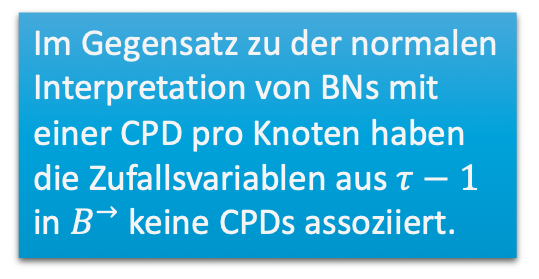 Im Gegensatz zu der normalen
Interpretation von BNs mit
einer CPD pro Knoten haben
die Zufallsvariablen aus τ − 1
in B→ keine CPDs assoziiert.